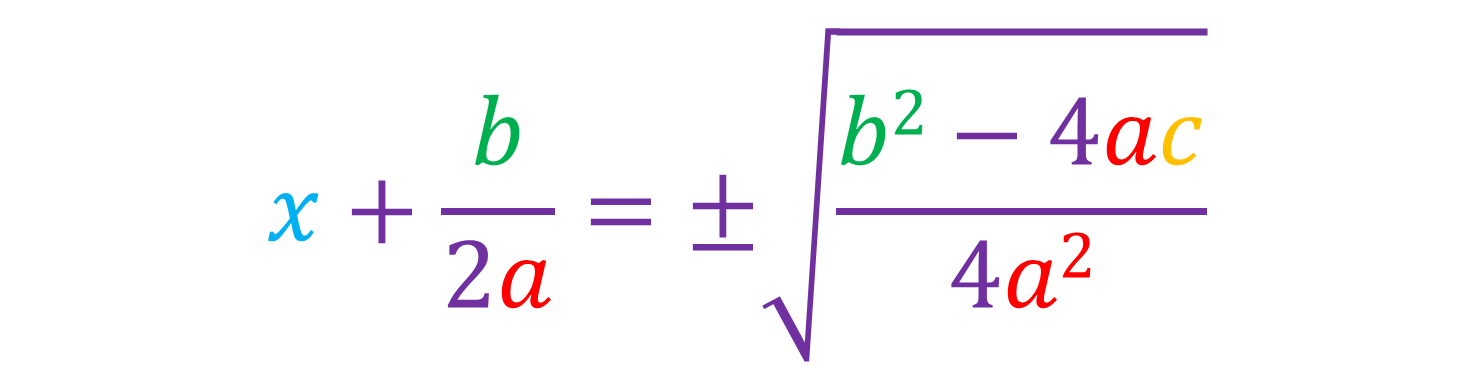 x + b/2a = ± √((b² − 4ac)/4a²)